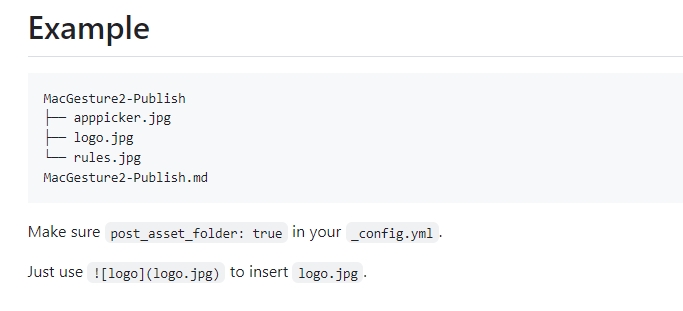 Example
MacGesture2-Publish
├── apppicker.jpg
├── logo.jpg
└── rules.jpg
MacGesture2-Publish.md
Make sure post_asset_folder: true in your _config.yml.
Just use ![logo](logo.jpg) to insert logo.jpg.